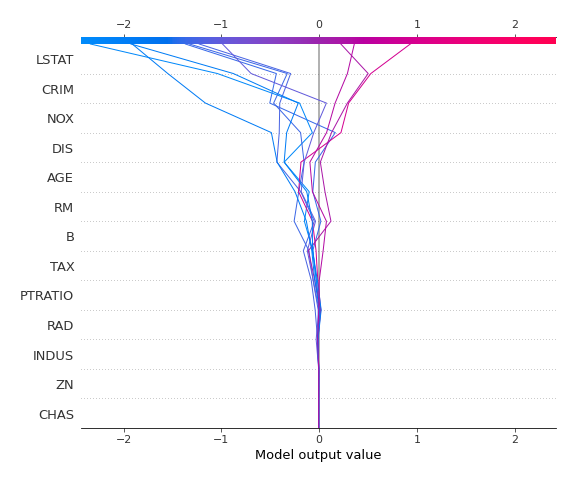 −2 −1 0 1 2
LSTAT
CRIM
NOX
DIS
AGE
RM
B
TAX
PTRATIO
RAD
INDUS
ZN
CHAS
−2 −1 0 1 2
Model output value